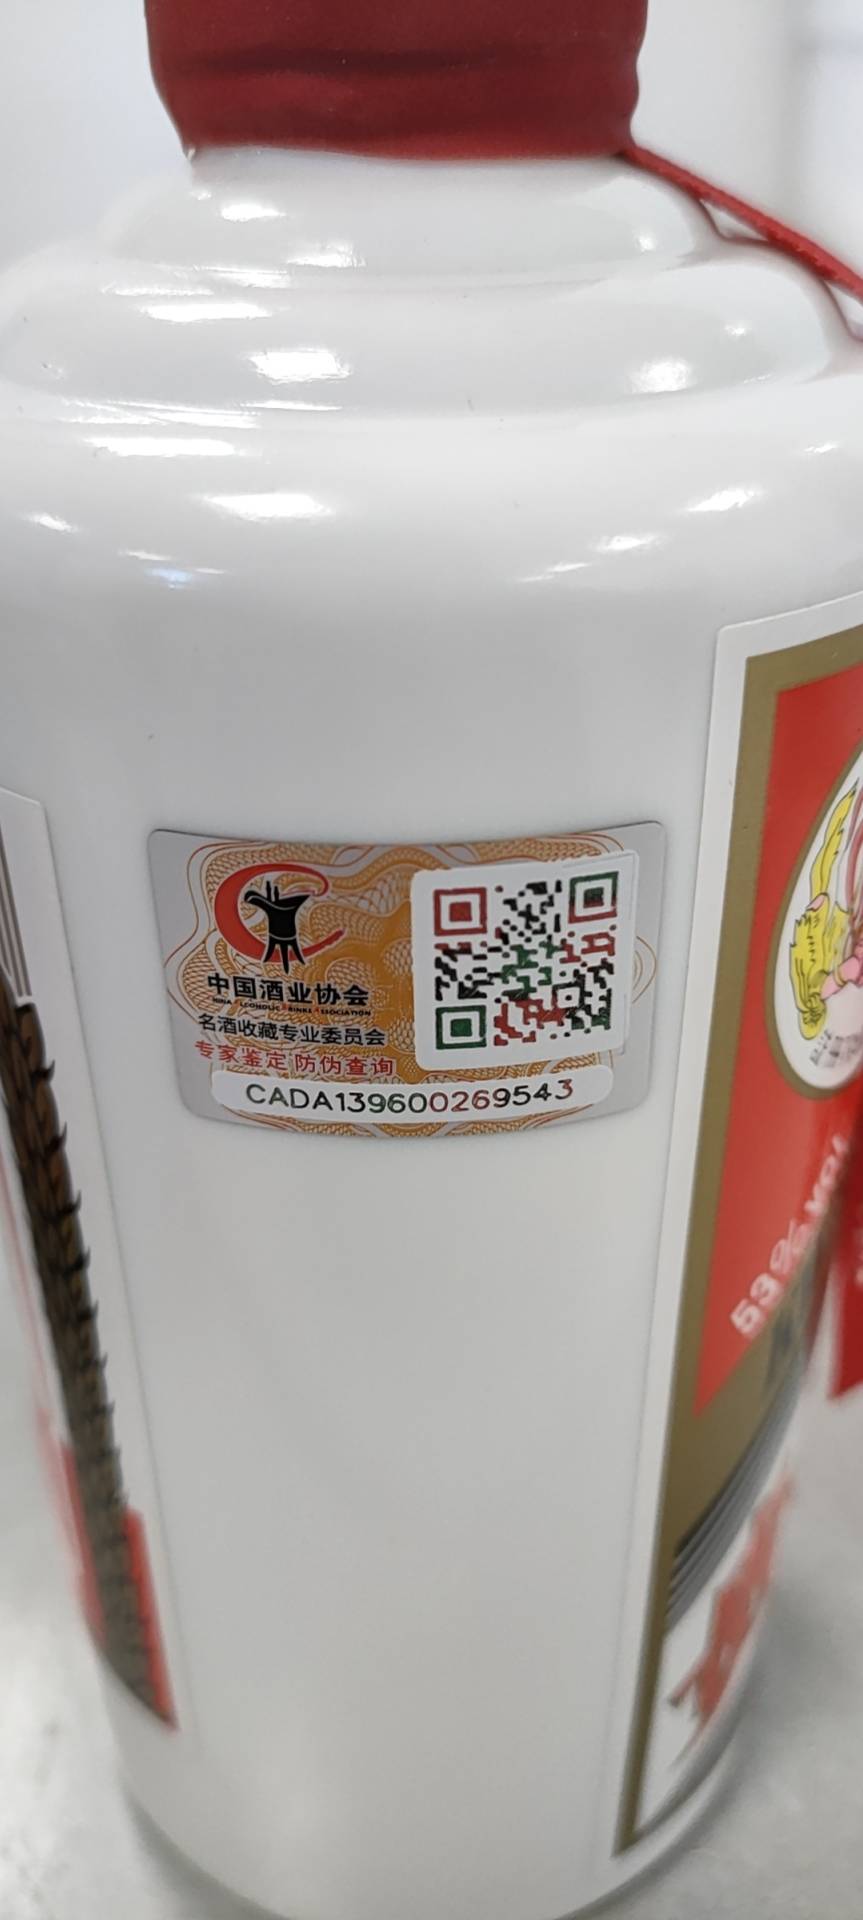 中国酒业协会
名酒收藏专业委员会
专家鉴定 防伪查询
CADA139600269543
53%